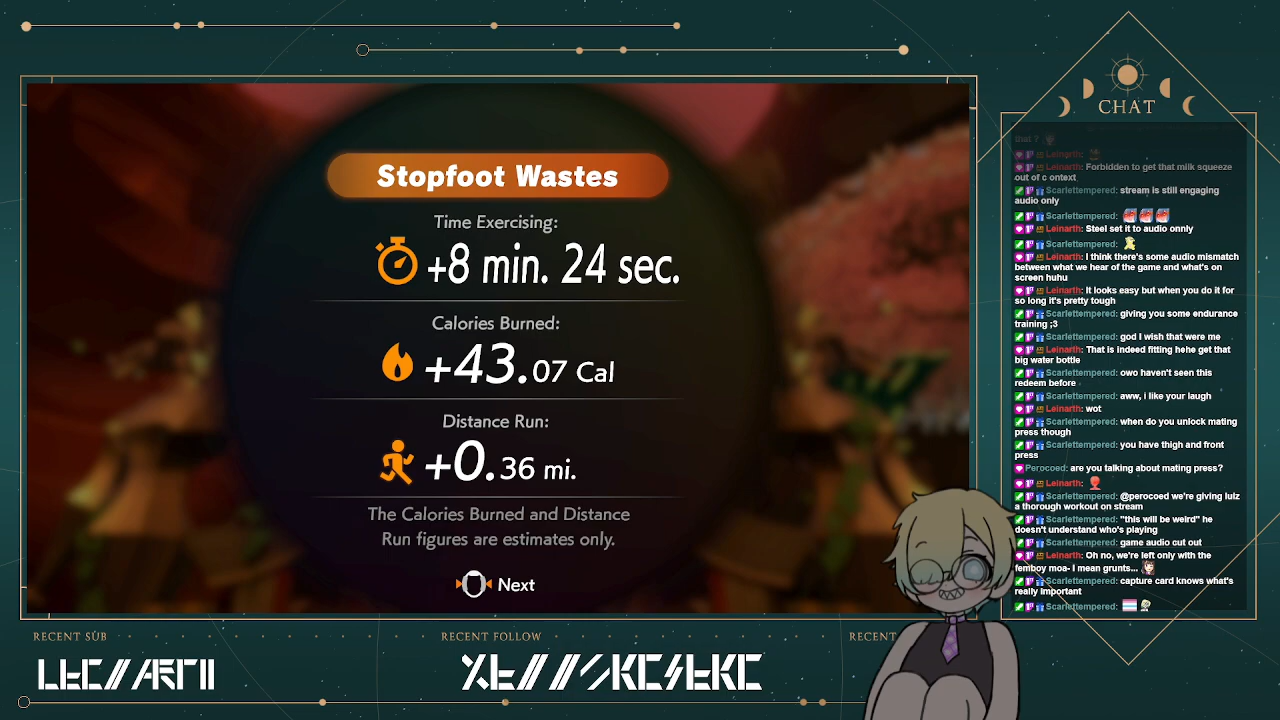 CHAT
Stopfoot Wastes
Time Exercising:
+8 min. 24 sec.
Calories Burned:
+43.07 Cal
Distance Run:
+0.36 mi.
The Calories Burned and Distance
Run figures are estimates only.
Next
that ?
Leinarth:
Leinarth: Forbidden to get that milk squeeze
out of c ontext
Scarlettempered: stream is still engaging
audio only
Scarlettempered:
Leinarth: Steel set it to audio onnly
Scarlettempered:
Leinarth: I think there's some audio mismatch
between what we hear of the game and what's on
screen huhu
Leinarth: It looks easy but when you do it for
so long it's pretty tough
Scarlettempered: giving you some endurance
training ;3
Scarlettempered: god I wish that were me
Leinarth: That is indeed fitting hehe get that
big water bottle
Scarlettempered: owo haven't seen this
redeem before
Scarlettempered: aww, i like your laugh
Leinarth: wot
Scarlettempered: when do you unlock mating
press though
Scarlettempered: you have thigh and front
press
Perocoed: are you talking about mating press?
Leinarth:
Scarlettempered: @perocoed we're giving luiz
a thorough workout on stream
Scarlettempered: "this will be weird" he
doesn't understand who's playing
Scarlettempered: game audio cut out
Leinarth: Oh no, we're left only with the
femboy moa- I mean grunts...
Scarlettempered: capture card knows what's
really important
Scarlettempered:
RECENT SUB
RECENT FOLLOW
RECENT